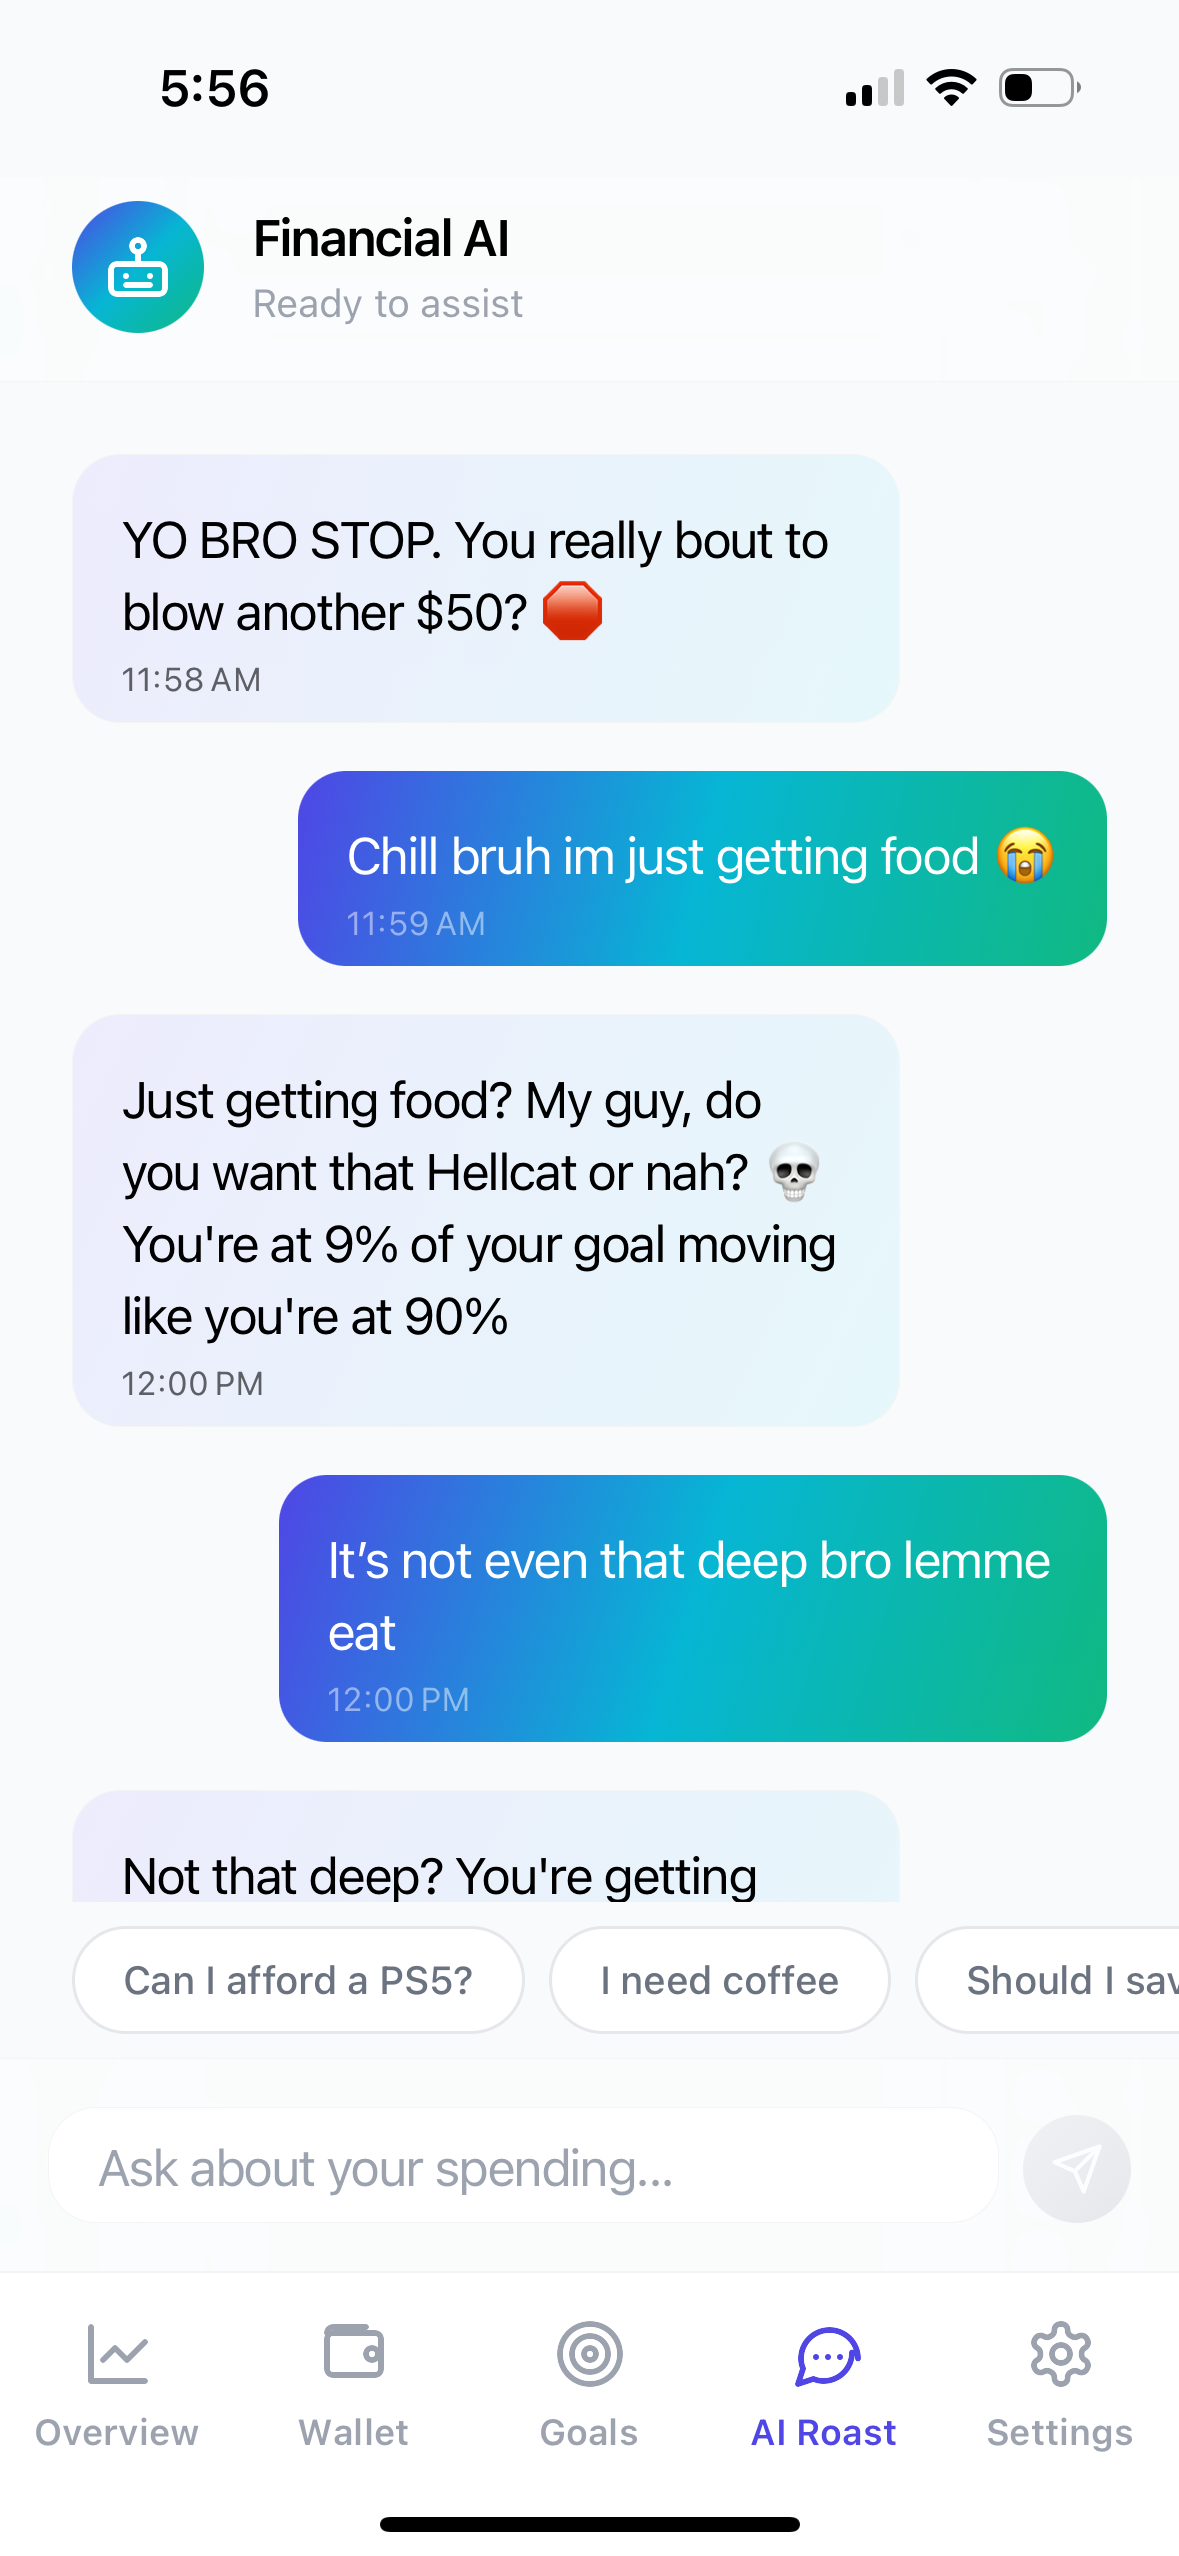 5:56
Financial AI
Ready to assist
YO BRO STOP. You really bout to
blow another $50? 🛑
11:58 AM
Chill bruh im just getting food 😭
11:59 AM
Just getting food? My guy, do
you want that Hellcat or nah? 💀
You're at 9% of your goal moving
like you're at 90%
12:00 PM
It’s not even that deep bro lemme
eat
12:00 PM
Not that deep? You're getting
Can I afford a PS5?
I need coffee
Should I sav
Ask about your spending...
Overview
Wallet
Goals
AI Roast
Settings